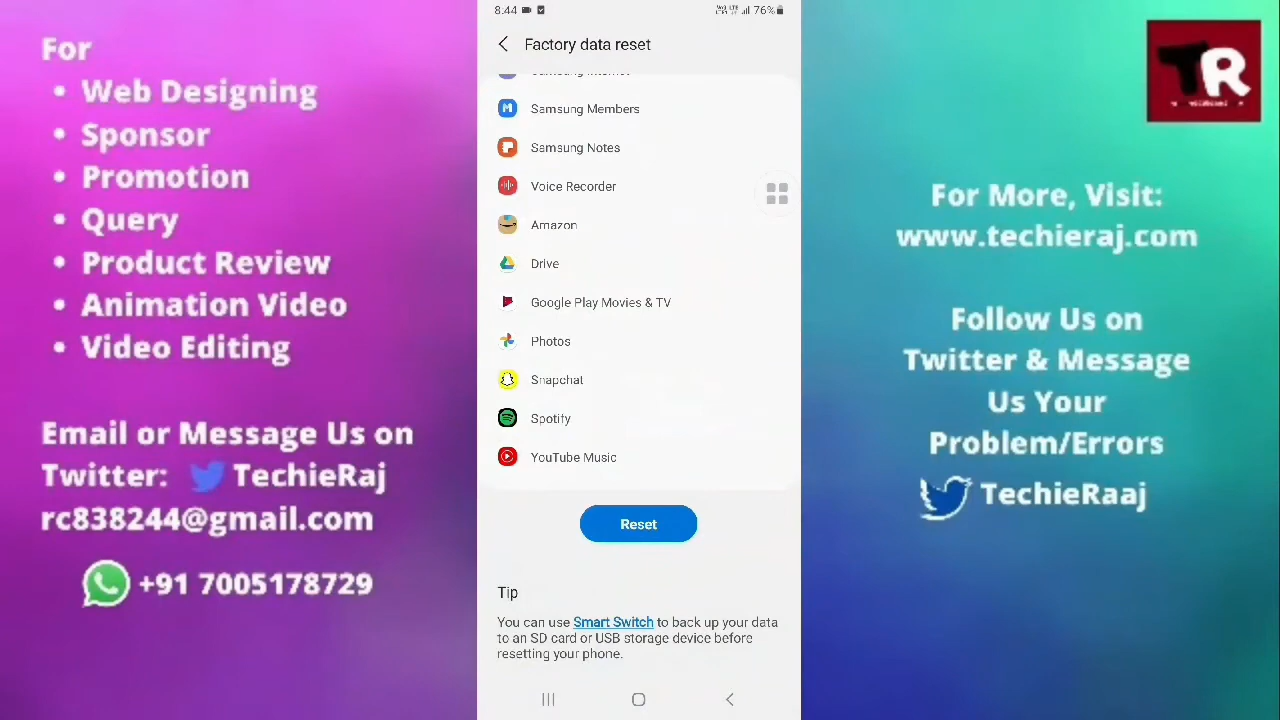 For
• Web Designing
• Sponsor
• Promotion
• Query
• Product Review
• Animation Video
• Video Editing
Email or Message Us on
Twitter: TechieRaj
rc838244@gmail.com
+91 7005178729
8:44
76%
Factory data reset
Samsung Internet
Samsung Members
Samsung Notes
Voice Recorder
Amazon
Drive
Google Play Movies & TV
Photos
Snapchat
Spotify
YouTube Music
Reset
Tip
You can use Smart Switch to back up your data
to an SD card or USB storage device before
resetting your phone.
TR
For More, Visit:
www.techieraj.com
Follow Us on
Twitter & Message
Us Your
Problem/Errors
TechieRaaj